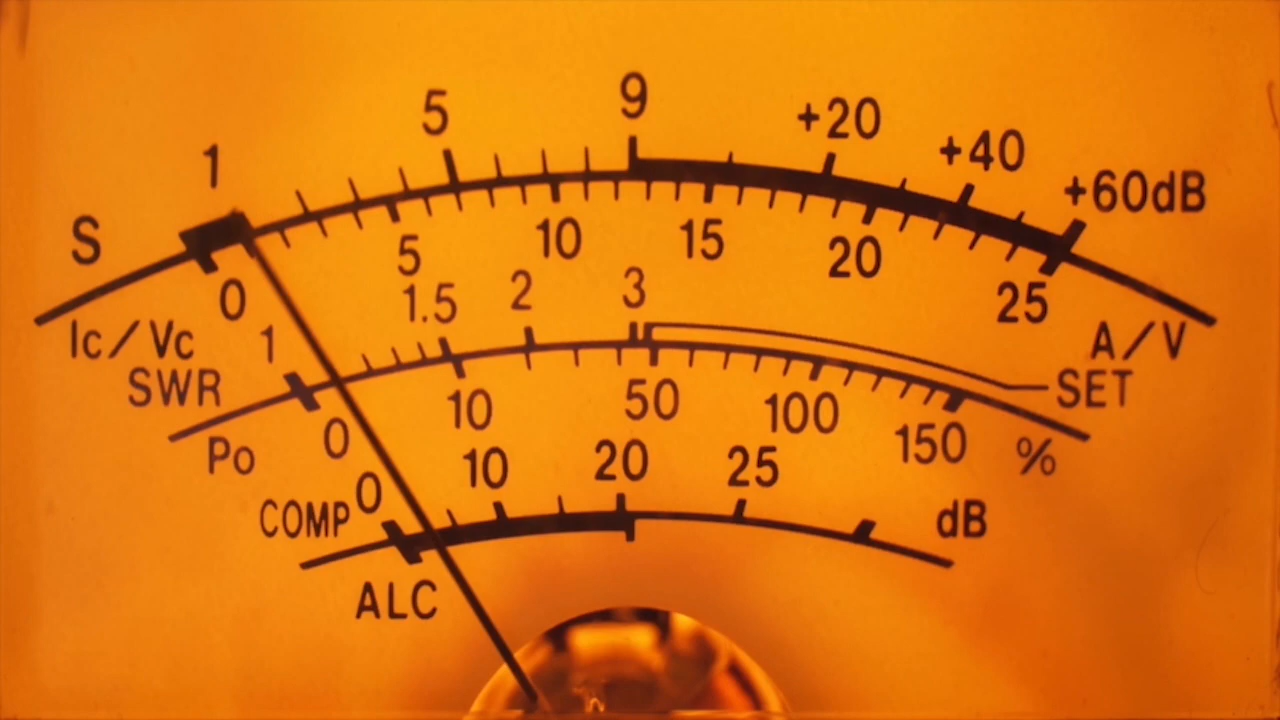 S 1 5 9 +20 +40 +60dB
Ic/Vc 0 5 10 15 20 25 A/V
SWR 1 1.5 2 3 SET
Po 0 10 50 100 150 %
COMP 0 10 20 25 dB
ALC